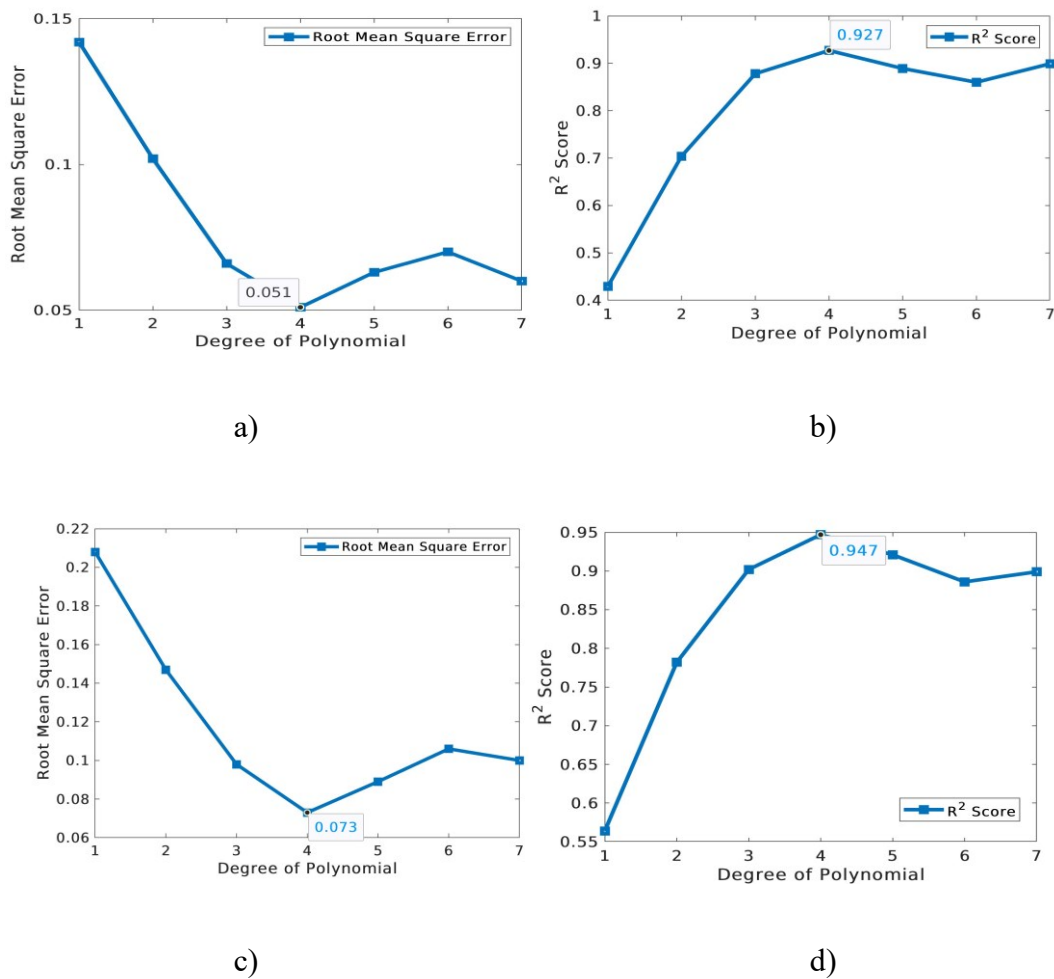 0.15
Root Mean Square Error
Root Mean Square Error
0.1
0.051
0.05
1 2 3 4 5 6 7
Degree of Polynomial
a)
1
0.927
R² Score
0.9
0.8
R² Score
0.7
0.6
0.5
0.4
1 2 3 4 5 6 7
Degree of Polynomial
b)
0.22
Root Mean Square Error
0.2
0.18
0.16
Root Mean Square Error
0.14
0.12
0.1
0.08
0.073
0.06
1 2 3 4 5 6 7
Degree of Polynomial
c)
0.95
0.947
0.9
0.85
0.8
R² Score
0.75
0.7
0.65
0.6
R² Score
0.55
1 2 3 4 5 6 7
Degree of Polynomial
d)